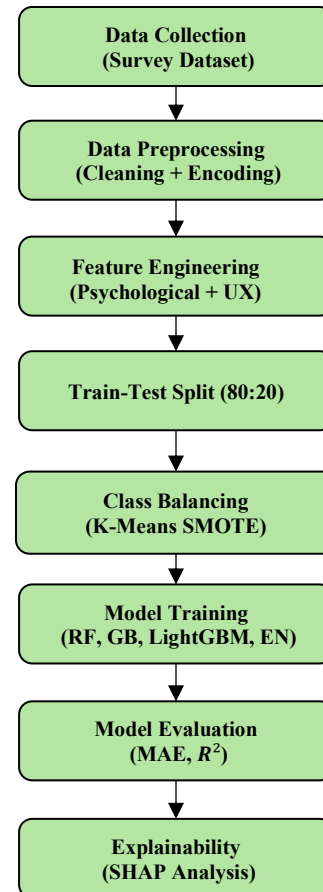 Data Collection
(Survey Dataset)
Data Preprocessing
(Cleaning + Encoding)
Feature Engineering
(Psychological + UX)
Train-Test Split (80:20)
Class Balancing
(K-Means SMOTE)
Model Training
(RF, GB, LightGBM, EN)
Model Evaluation
(MAE, R²)
Explainability
(SHAP Analysis)